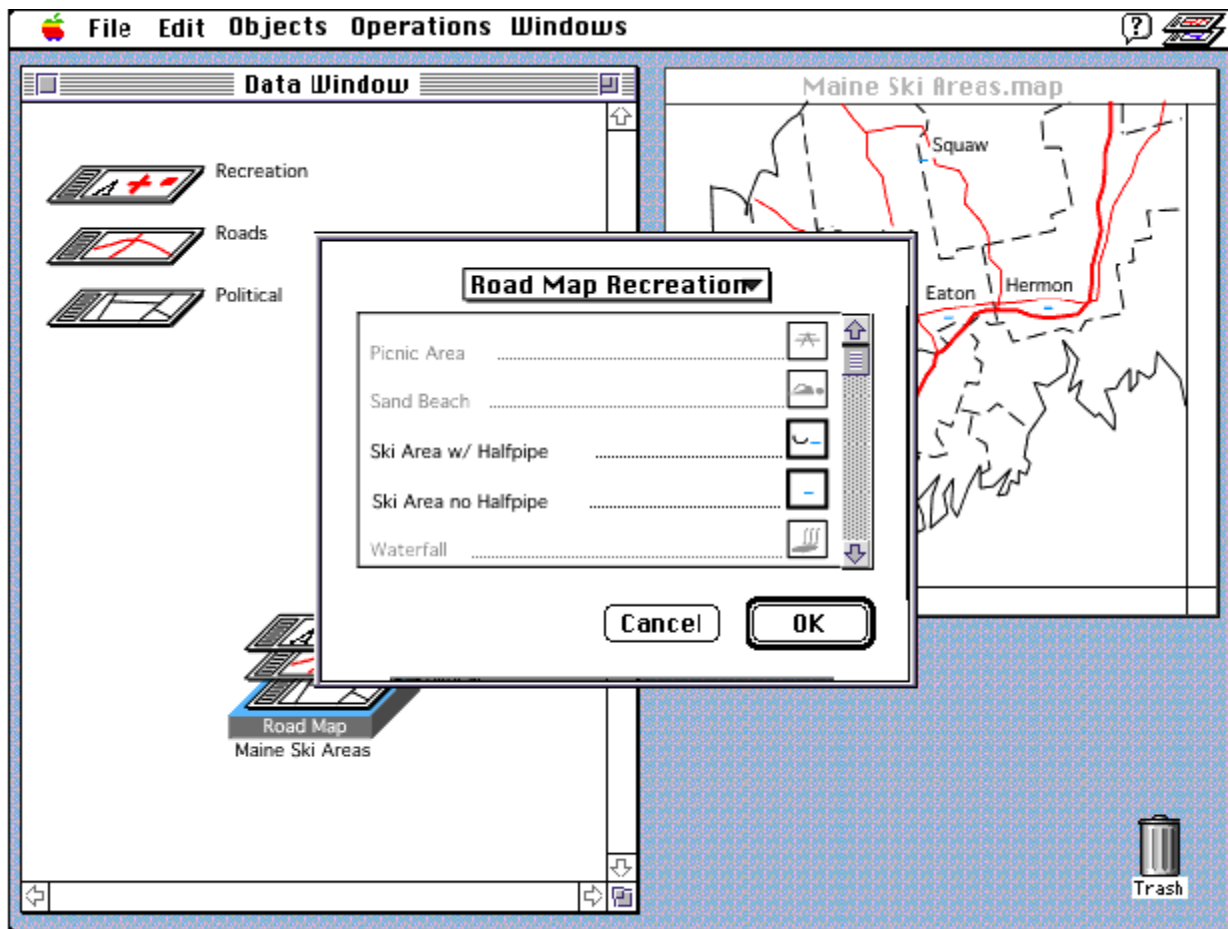 File Edit Objects Operations Windows
Data Window
Maine Ski Areas.map
Recreation
Roads
Political
Squaw
Eaton
Hermon
Road Map Recreation
Picnic Area
Sand Beach
Ski Area w/ Halfpipe
Ski Area no Halfpipe
Waterfall
Cancel
OK
Road Map
Maine Ski Areas
Trash